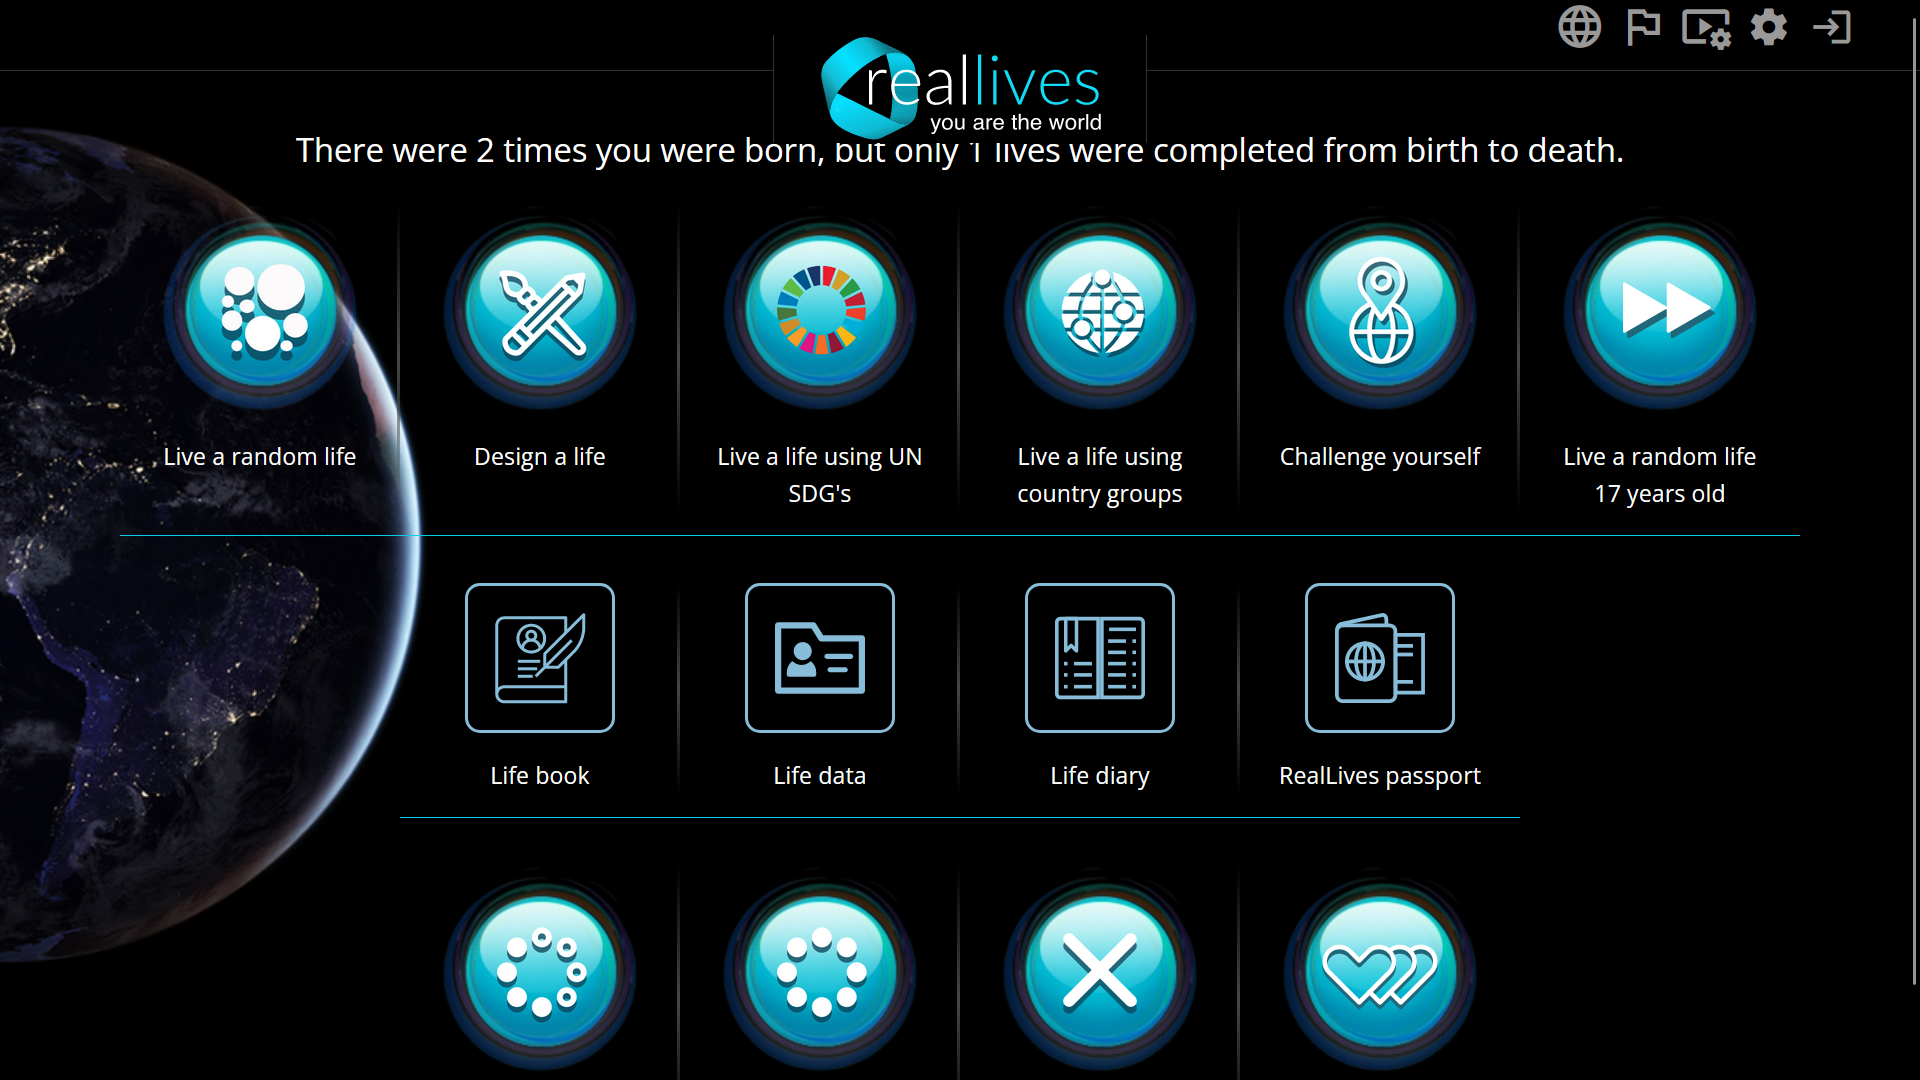 reallives
you are the world
There were 2 times you were born, but only 1 lives were completed from birth to death.
Live a random life
Design a life
Live a life using UN
SDG's
Live a life using
country groups
Challenge yourself
Live a random life
17 years old
Life book
Life data
Life diary
RealLives passport